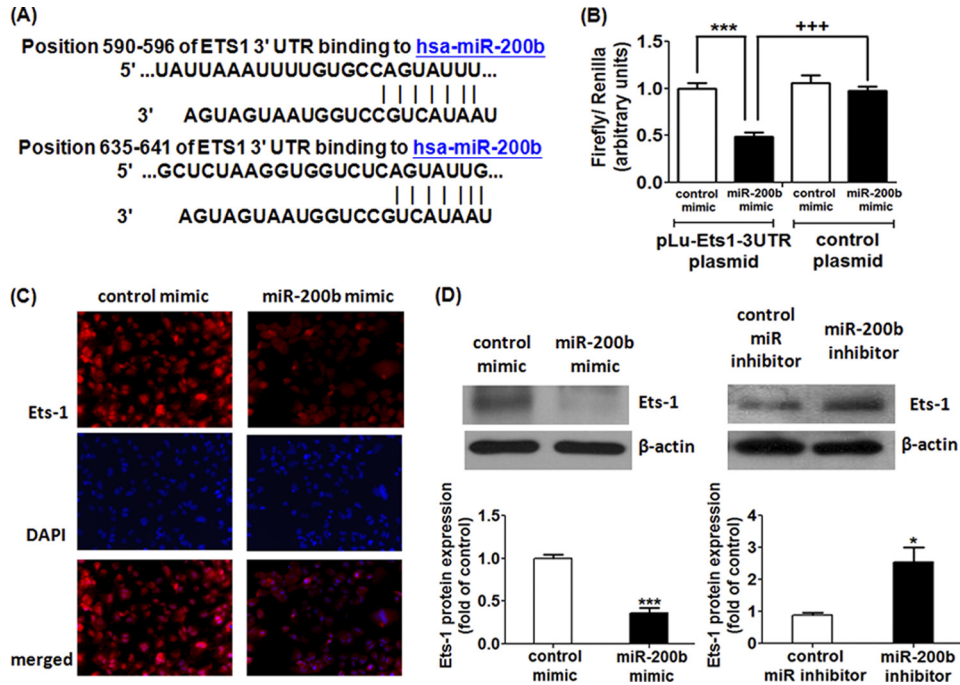 (A)
Position 590-596 of ETS1 3' UTR binding to hsa-miR-200b
5' ...UAUUAAAUUUUGUGCCAGUAUUU...
3' AGUAGUAAUGGUCCGUCAUAAU
Position 635-641 of ETS1 3' UTR binding to hsa-miR-200b
5' ...GCUCUAAGGUGGUCUCAGUAUUG...
3' AGUAGUAAUGGUCCGUCAUAAU
(B)
Firefly/ Renilla
(arbitrary units)
1.5
1.0
0.5
0.0
***
+++
control mimic
miR-200b mimic
control mimic
miR-200b mimic
pLu-Ets1-3UTR plasmid
control plasmid
(C)
control mimic
miR-200b mimic
Ets-1
DAPI
merged
(D)
control mimic
miR-200b mimic
Ets-1
β-actin
control miR inhibitor
miR-200b inhibitor
Ets-1
β-actin
Ets-1 protein expression
(fold of control)
1.5
1.0
0.5
0.0
***
control mimic
miR-200b mimic
Ets-1 protein expression
(fold of control)
4
3
2
1
0
*
control miR inhibitor
miR-200b inhibitor